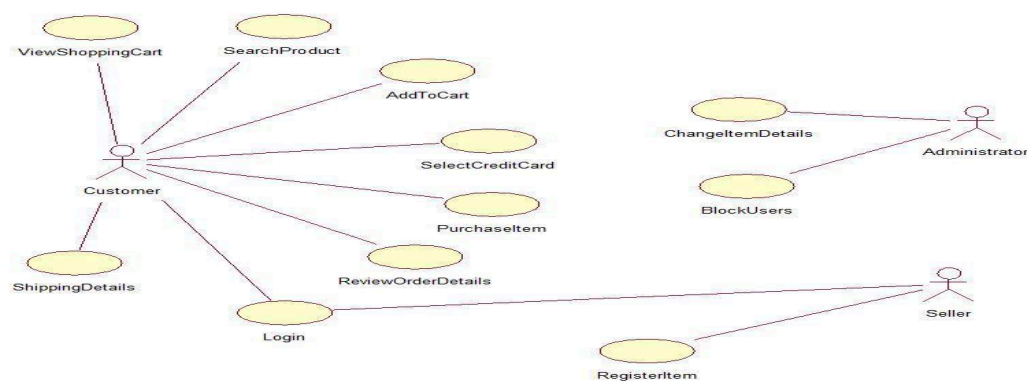 ViewShoppingCart
SearchProduct
AddToCart
ChangeItemDetails
Administrator
SelectCreditCard
Customer
BlockUsers
PurchaseItem
ShippingDetails
ReviewOrderDetails
Seller
Login
RegisterItem